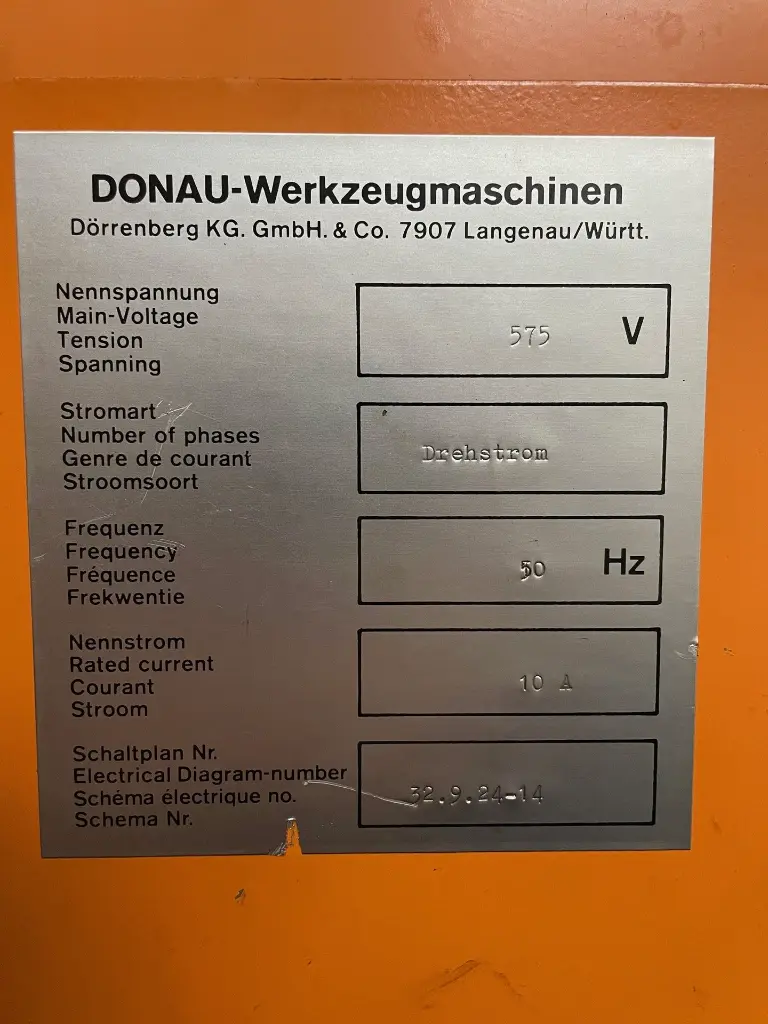 DONAU-Werkzeugmaschinen
Dörrenberg KG. GmbH. & Co. 7907 Langenau/Württ.
Nennspannung
Main-Voltage
Tension
Spanning
575 V
Stromart
Number of phases
Genre de courant
Stroomsoort
Drehstrom
Frequenz
Frequency
Fréquence
Frekwentie
50 Hz
Nennstrom
Rated current
Courant
Stroom
10 A
Schaltplan Nr.
Electrical Diagram-number
Schéma électrique no.
Schema Nr.
32.9.24-14